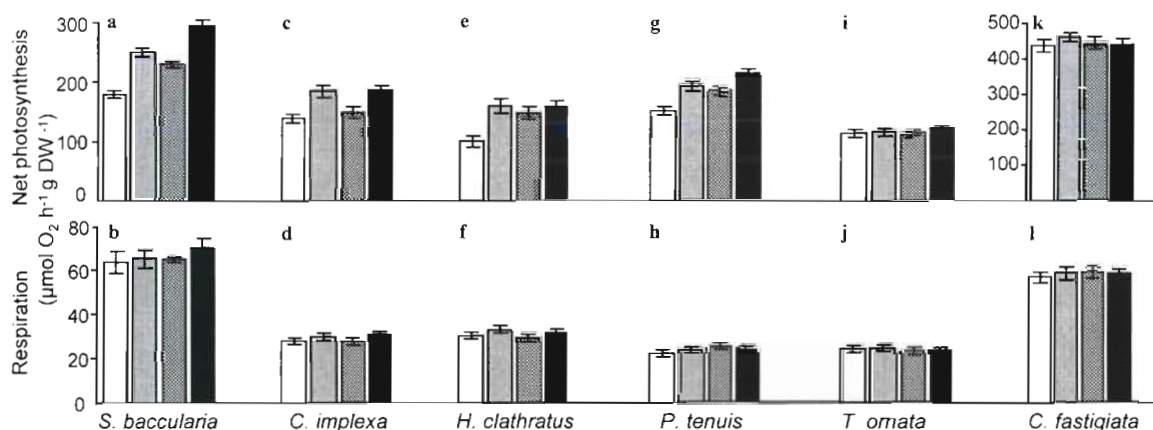 a c e g i k
Net photosynthesis
300
200
100
0
500
400
300
200
100
b d f h j l
Respiration
(µmol O2 h-1 g DW-1)
80
60
40
20
0
S. baccularia C. implexa H. clathratus P. tenuis T ornata C. fastigiata